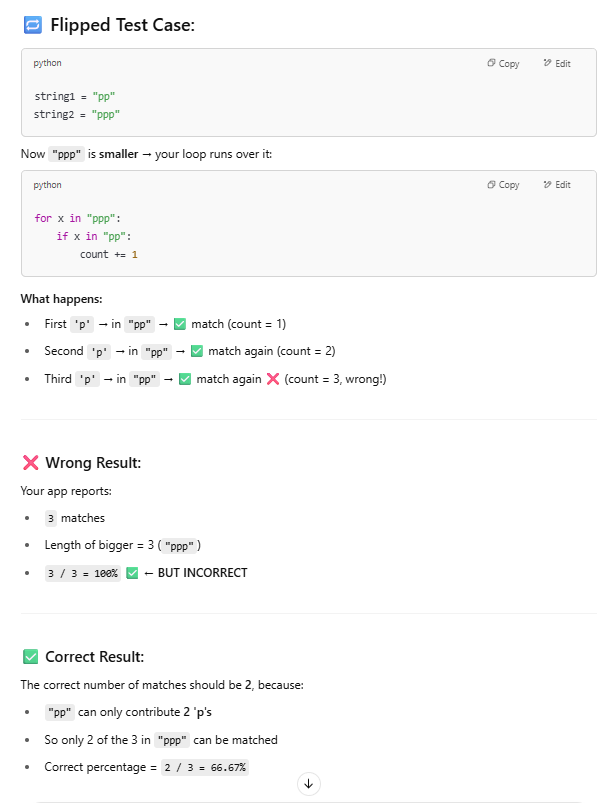 🔁 Flipped Test Case:
python
Copy
Edit
string1 = "pp"
string2 = "ppp"
Now "ppp" is smaller → your loop runs over it:
python
Copy
Edit
for x in "ppp":
    if x in "pp":
        count += 1
What happens:
• First 'p' → in "pp" → ✅ match (count = 1)
• Second 'p' → in "pp" → ✅ match again (count = 2)
• Third 'p' → in "pp" → ✅ match again ❌ (count = 3, wrong!)
❌ Wrong Result:
Your app reports:
• 3 matches
• Length of bigger = 3 ("ppp")
• 3 / 3 = 100% ✅ ← BUT INCORRECT
✅ Correct Result:
The correct number of matches should be 2, because:
• "pp" can only contribute 2 'p's
• So only 2 of the 3 in "ppp" can be matched
• Correct percentage = 2 / 3 = 66.67%